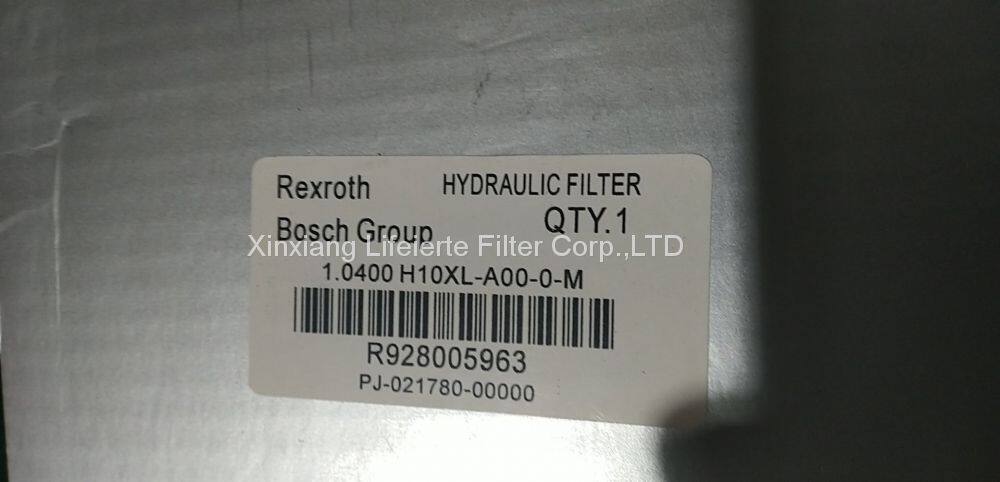 Rexroth HYDRAULIC FILTER
Bosch Group QTY.1
Xinxiang Lifeierte Filter Corp.,LTD
1.0400 H10XL-A00-0-M
R928005963
PJ-021780-00000